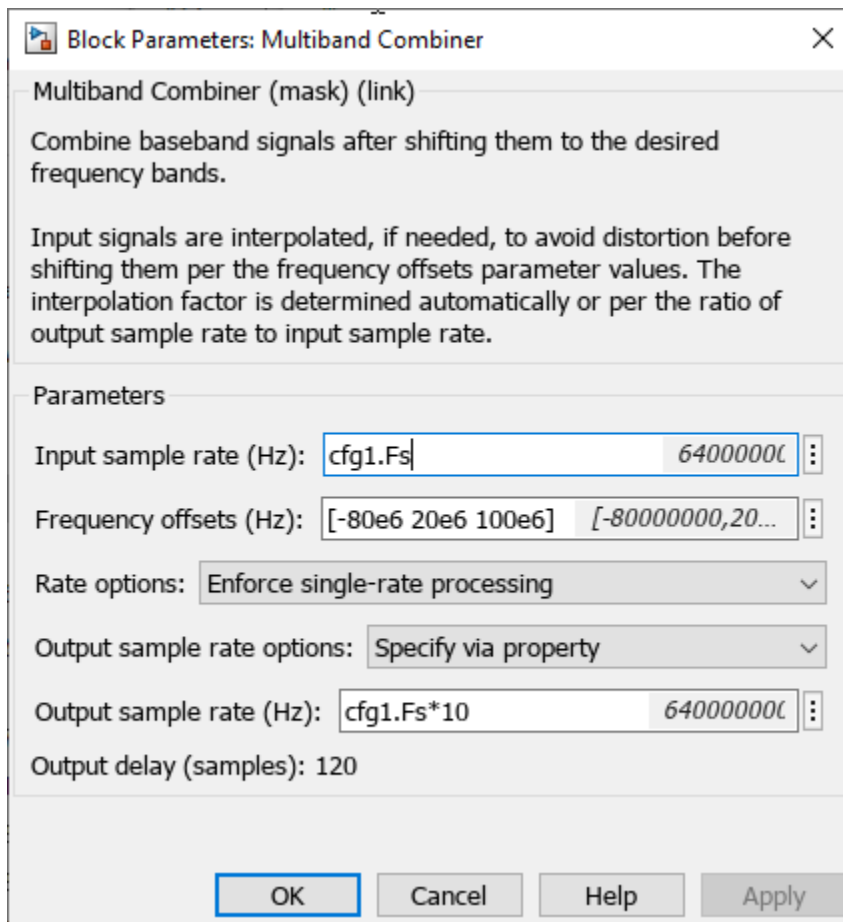 Block Parameters: Multiband Combiner
Multiband Combiner (mask) (link)
Combine baseband signals after shifting them to the desired
frequency bands.
Input signals are interpolated, if needed, to avoid distortion before
shifting them per the frequency offsets parameter values. The
interpolation factor is determined automatically or per the ratio of
output sample rate to input sample rate.
Parameters
Input sample rate (Hz): cfg1.Fs 64000000
Frequency offsets (Hz): [-80e6 20e6 100e6] [-80000000,20...
Rate options: Enforce single-rate processing
Output sample rate options: Specify via property
Output sample rate (Hz): cfg1.Fs*10 640000000
Output delay (samples): 120
OK Cancel Help Apply